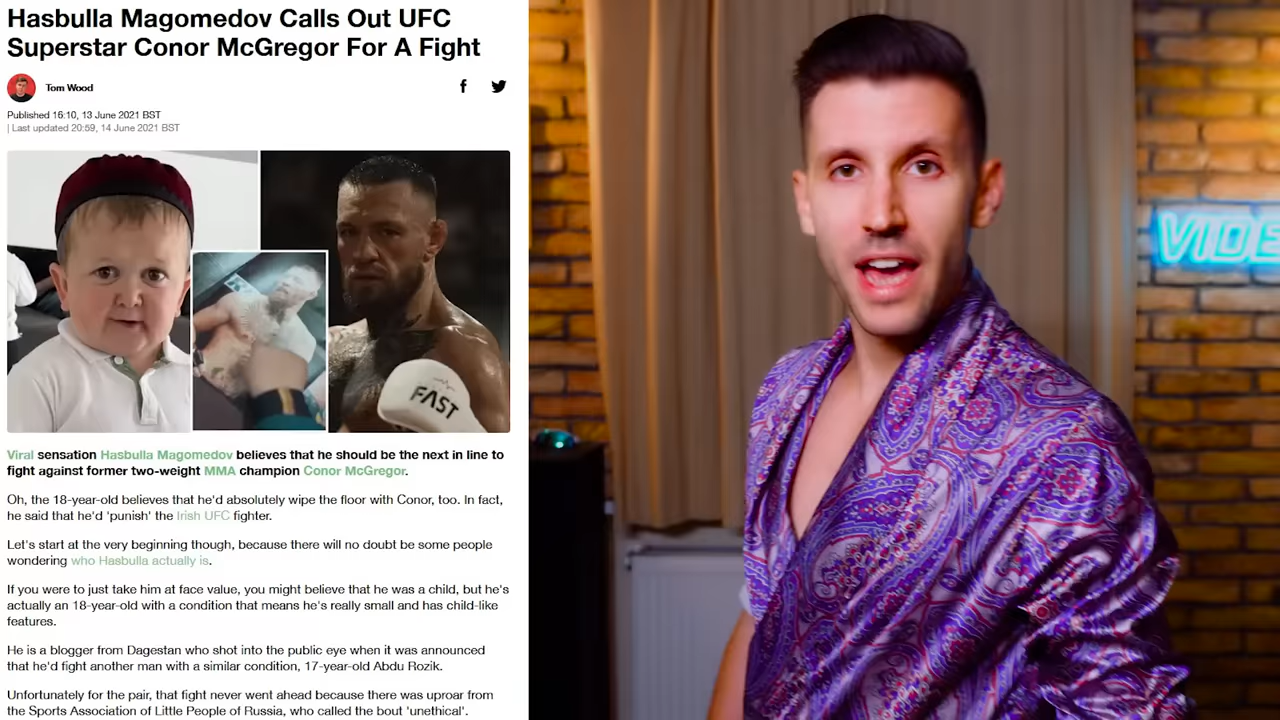 Hasbulla Magomedov Calls Out UFC
Superstar Conor McGregor For A Fight
Tom Wood
Published 16:10, 13 June 2021 BST
| Last updated 20:59, 14 June 2021 BST
FAST
Viral sensation Hasbulla Magomedov believes that he should be the next in line to
fight against former two-weight MMA champion Conor McGregor.
Oh, the 18-year-old believes that he'd absolutely wipe the floor with Conor, too. In fact,
he said that he'd 'punish' the Irish UFC fighter.
Let's start at the very beginning though, because there will no doubt be some people
wondering who Hasbulla actually is.
If you were to just take him at face value, you might believe that he was a child, but he's
actually an 18-year-old with a condition that means he's really small and has child-like
features.
He is a blogger from Dagestan who shot into the public eye when it was announced
that he'd fight another man with a similar condition, 17-year-old Abdu Rozik.
Unfortunately for the pair, that fight never went ahead because there was uproar from
the Sports Association of Little People of Russia, who called the bout 'unethical'.
VIDE